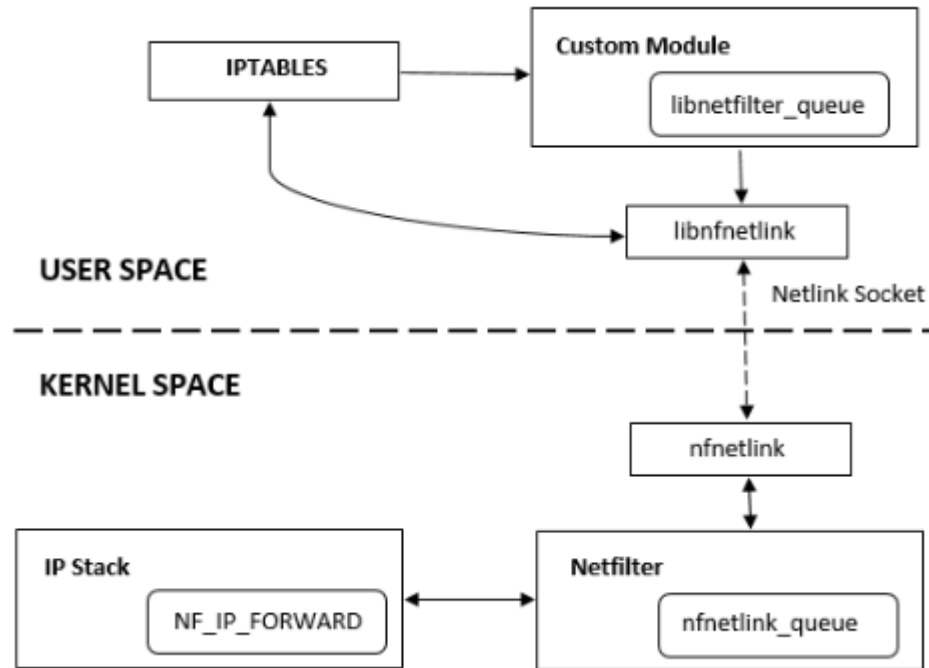 IPTABLES
Custom Module
libnetfilter_queue
libnfnetlink
USER SPACE
Netlink Socket
KERNEL SPACE
nfnetlink
IP Stack
NF_IP_FORWARD
Netfilter
nfnetlink_queue